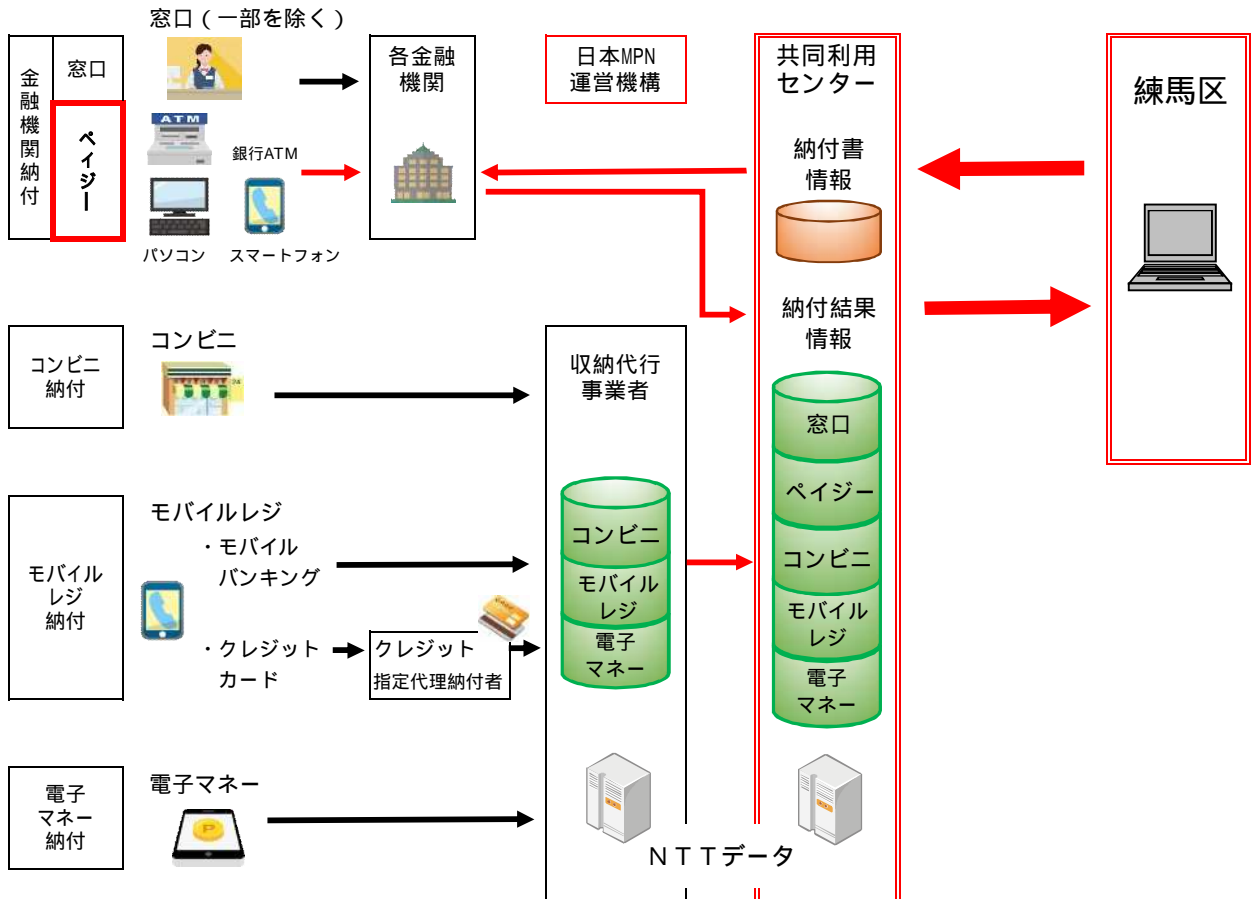 窓口（一部を除く）
金融機関納付
窓口
ペイジー
ATM
銀行ATM
パソコン
スマートフォン
各金融
機関
日本MPN
運営機構
共同利用
センター
納付書
情報
納付結果
情報
練馬区
コンビニ
納付
コンビニ
24
収納代行
事業者
モバイル
レジ
納付
モバイルレジ
・モバイル
バンキング
・クレジット
カード
クレジット
指定代理納付者
コンビニ
モバイル
レジ
電子
マネー
窓口
ペイジー
コンビニ
モバイル
レジ
電子
マネー
電子
マネー
納付
電子マネー
P
ＮＴＴデータ